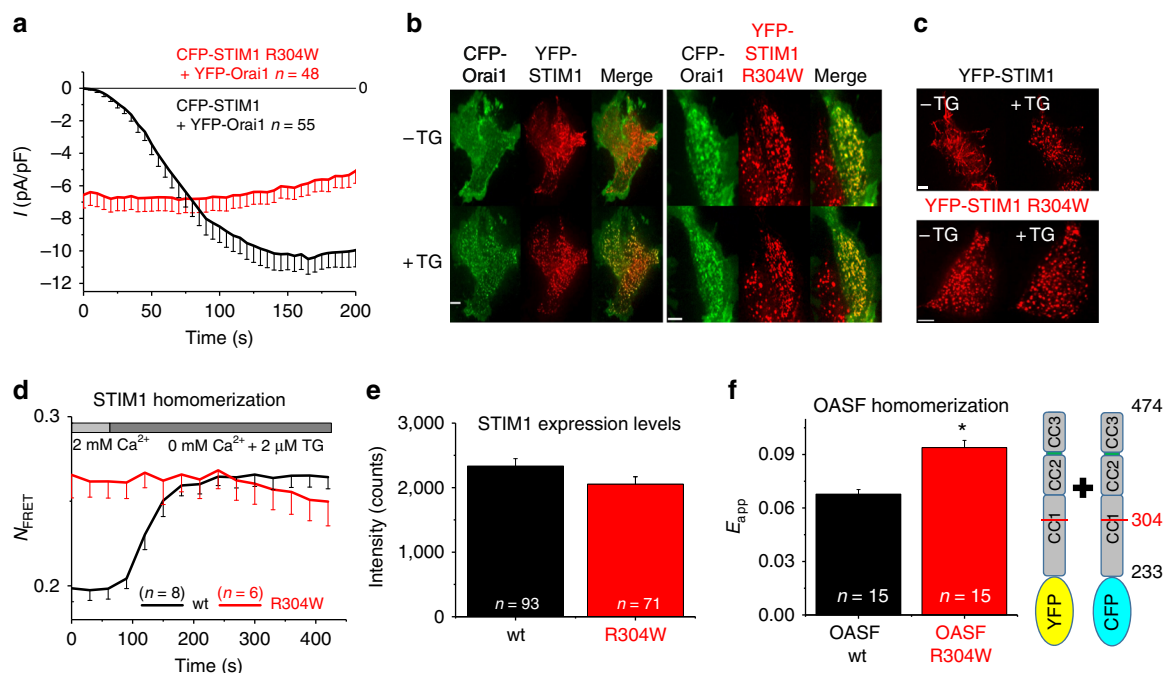 a
CFP-STIM1 R304W
+ YFP-Orai1 n = 48
CFP-STIM1
+ YFP-Orai1 n = 55
0
0
−2
−4
−6
−8
−10
−12
I (pA/pF)
0
50
100
150
200
Time (s)
b
CFP-
Orai1
YFP-
STIM1
Merge
CFP-
Orai1
YFP-
STIM1
R304W
Merge
−TG
+TG
c
YFP-STIM1
−TG
+TG
YFP-STIM1 R304W
−TG
+TG
d
STIM1 homomerization
2 mM Ca2+
0 mM Ca2+ + 2 μM TG
0.3
0.2
NFRET
(n = 8)
wt
(n = 6)
R304W
0
100
200
300
400
Time (s)
e
STIM1 expression levels
3,000
2,000
1,000
0
Intensity (counts)
n = 93
n = 71
wt
R304W
f
OASF homomerization
*
0.09
0.06
0.03
0.00
Eapp
n = 15
n = 15
OASF
wt
OASF
R304W
CC3
CC2
CC1
YFP
+
CC3
CC2
CC1
CFP
474
304
233